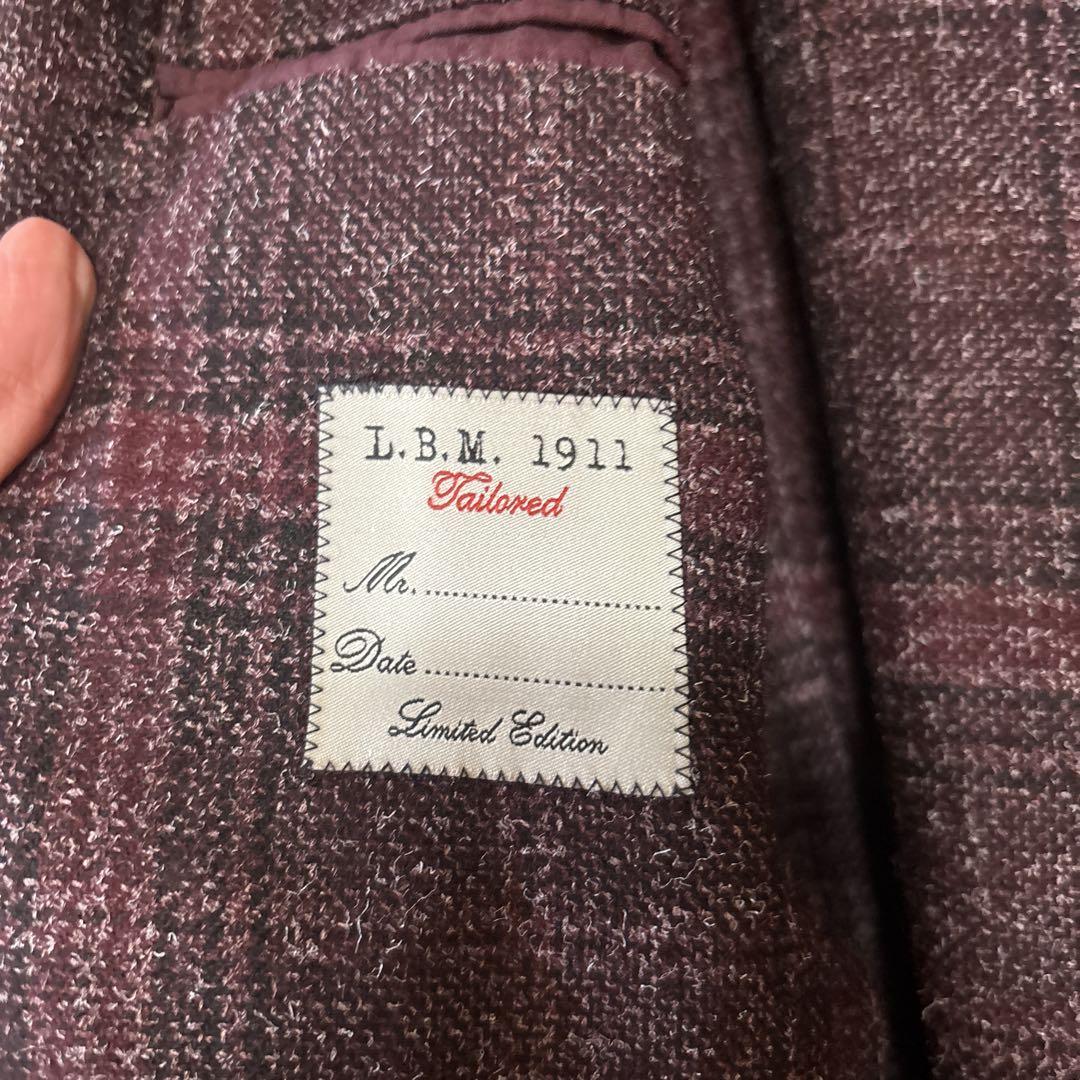 L.B.M. 1911
Tailored
Mr. ........................
Date ........................
Limited Edition